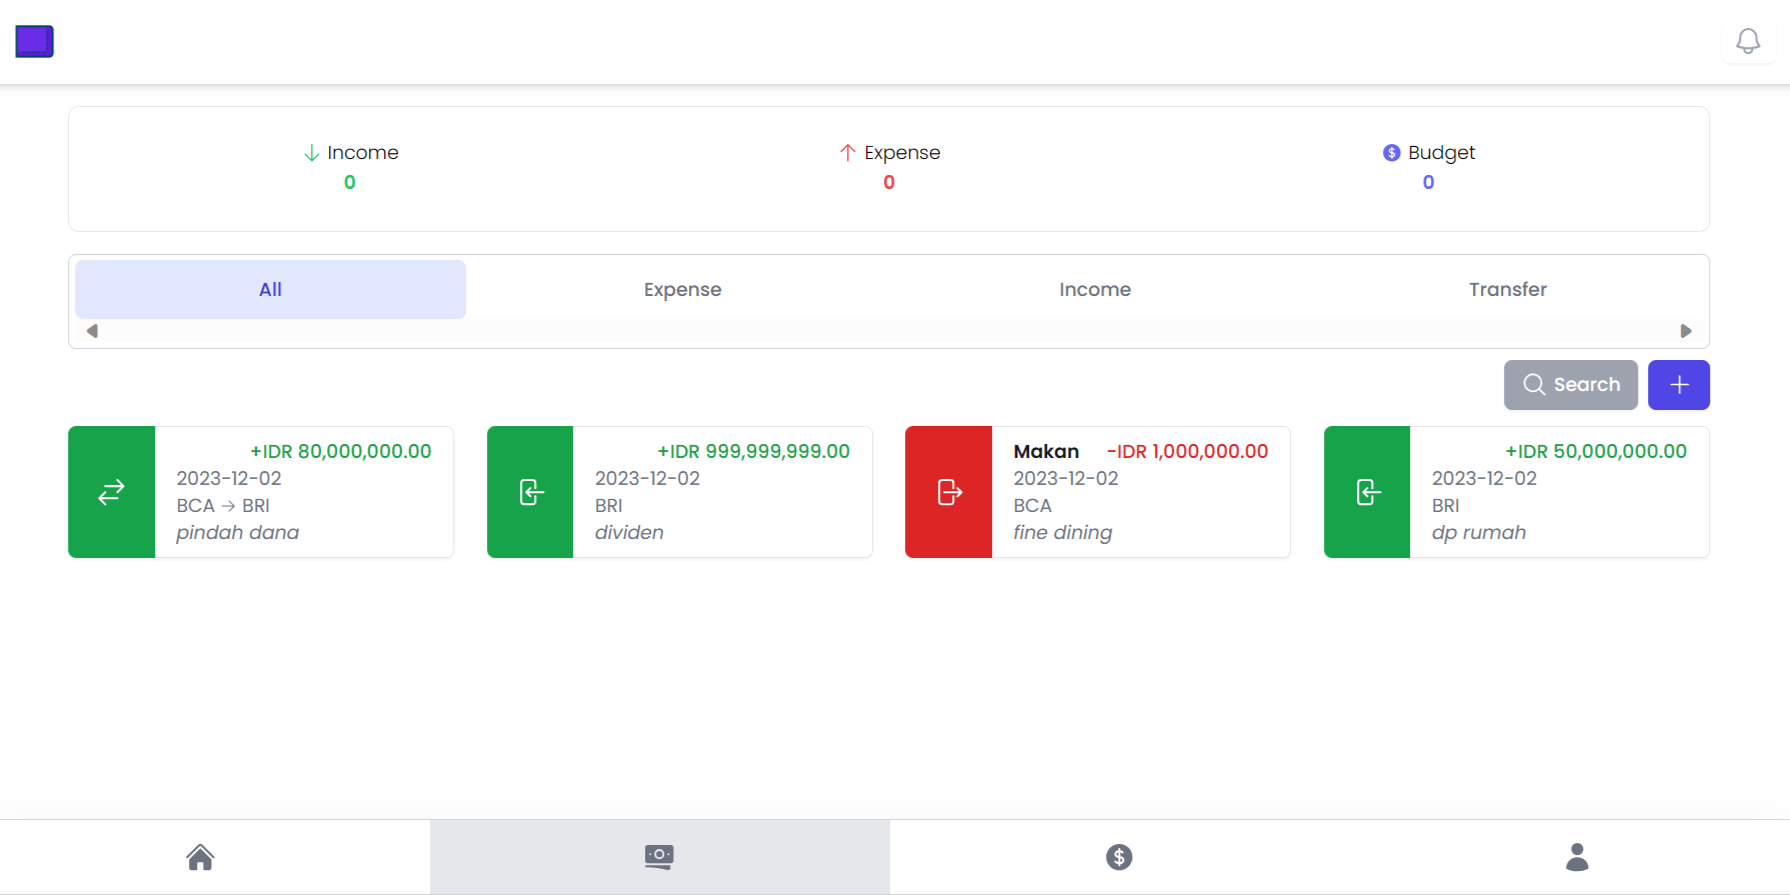 Income
0
Expense
0
Budget
0
All
Expense
Income
Transfer
Search
+IDR 80,000,000.00
2023-12-02
BCA → BRI
pindah dana
+IDR 999,999,999.00
2023-12-02
BRI
dividen
Makan -IDR 1,000,000.00
2023-12-02
BCA
fine dining
+IDR 50,000,000.00
2023-12-02
BRI
dp rumah